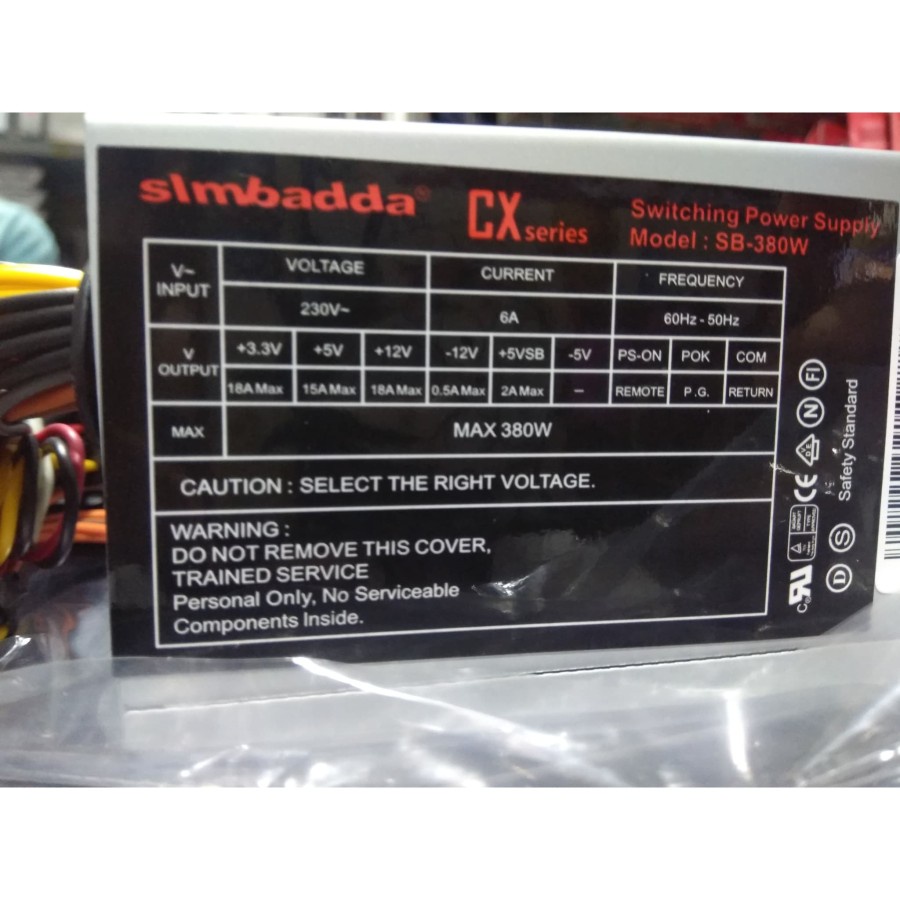 sImbadda®
CX series
Switching Power Supply
Model : SB-380W
V~ INPUT
VOLTAGE CURRENT FREQUENCY
230V~ 6A 60Hz - 50Hz
V OUTPUT
+3.3V +5V +12V -12V +5VSB -5V PS-ON POK COM
18A Max 15A Max 18A Max 0.5A Max 2A Max — REMOTE P.G. RETURN
MAX MAX 380W
CAUTION : SELECT THE RIGHT VOLTAGE.
WARNING :
DO NOT REMOVE THIS COVER,
TRAINED SERVICE
Personal Only, No Serviceable
Components Inside.
FI
N
CE
D S
Safety Standard